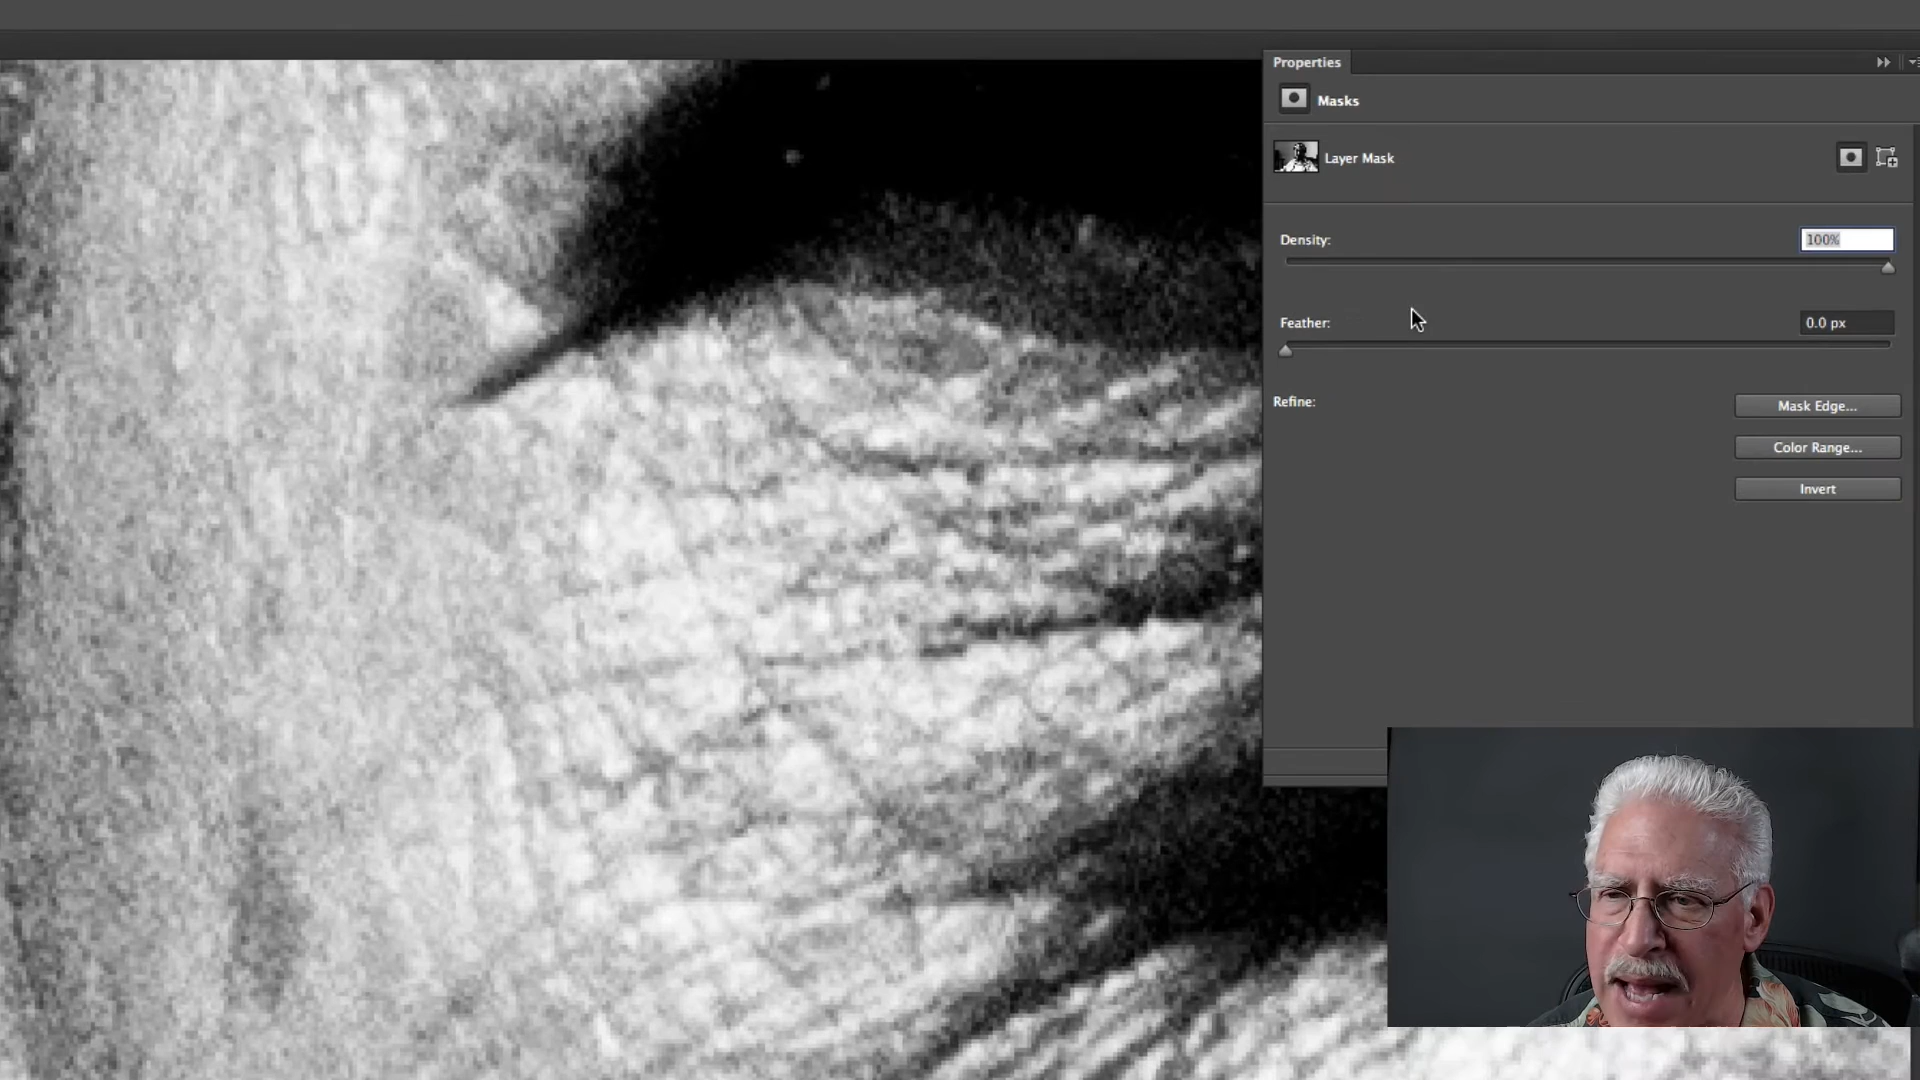 Properties
Masks
Layer Mask
Density: 100%
Feather: 0.0 px
Refine: Mask Edge...
Color Range...
Invert